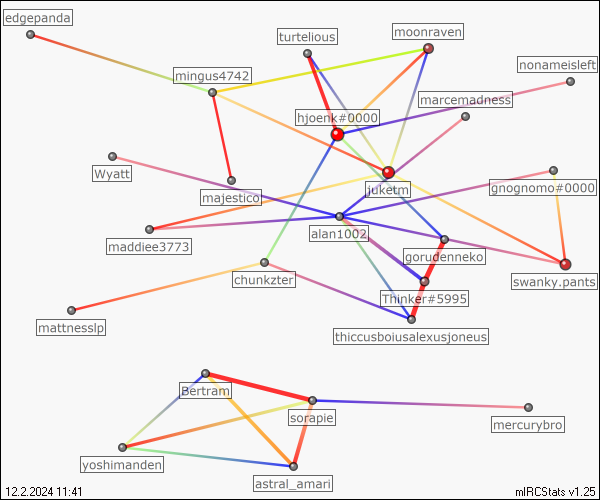 edgepanda
turtelious
moonraven
mingus4742
nonameisleft
marcemadness
hjoenk#0000
Wyatt
majestico
juketm
gnognomo#0000
maddiee3773
alan1002
gorudenneko
chunkzter
swanky.pants
Thinker#5995
mattnesslp
thiccusboiusalexusjoneus
Bertram
sorapie
mercurybro
yoshimanden
astral_amari
12.2.2024 11:41
mIRCStats v1.25